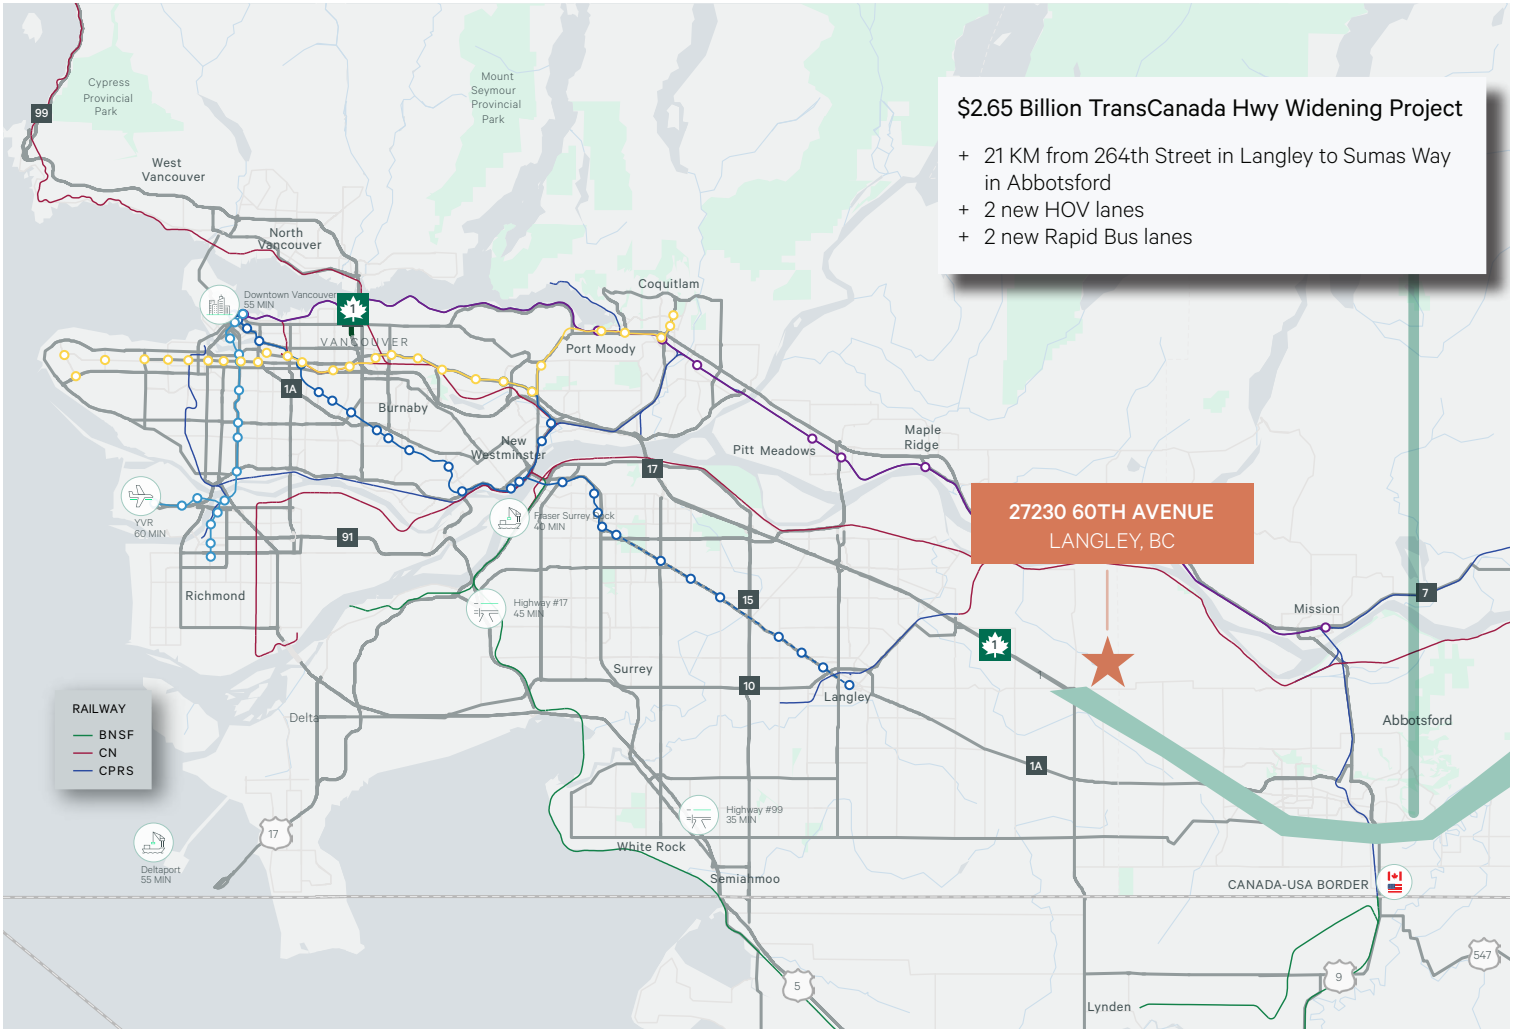 $2.65 Billion TransCanada Hwy Widening Project
+ 21 KM from 264th Street in Langley to Sumas Way
in Abbotsford
+ 2 new HOV lanes
+ 2 new Rapid Bus lanes
Cypress
Provincial
Park
Mount
Seymour
Provincial
Park
99
West
Vancouver
North
Vancouver
Coquitlam
Downtown Vancouver
55 MIN
1
VANCOUVER
Port Moody
1A
Burnaby
New
Westminster
Pitt Meadows
Maple
Ridge
17
YVR
60 MIN
Fraser Surrey Dock
40 MIN
91
27230 60TH AVENUE
LANGLEY, BC
Richmond
Highway #17
45 MIN
15
7
Mission
1
1
Surrey
10
Langley
Delta
Abbotsford
RAILWAY
BNSF
CN
CPRS
1A
Highway #99
35 MIN
17
White Rock
Deltaport
55 MIN
Semiahmoo
CANADA-USA BORDER
547
9
5
Lynden